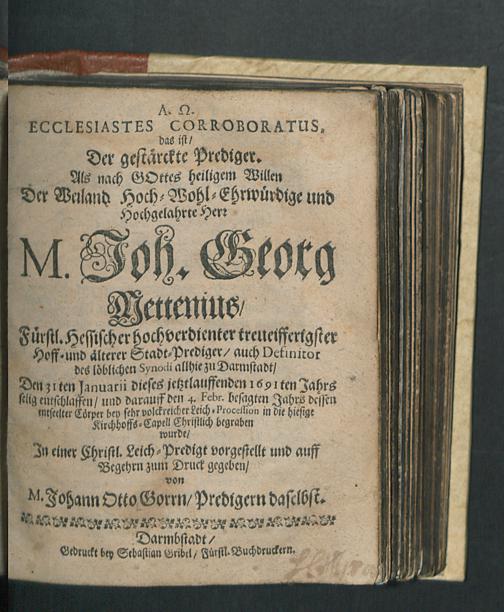 A. Ω.
ECCLESIASTES CORROBORATUS,
das ist/
Der gestärckte Prediger.
Als nach GOttes heiligem Willen
Der Weiland Hoch-Wohl-Ehrwürdige und
Hochgelahrte Herr
M. Joh. Georg
Mettenius/
Fürstl. Hessischer hochverdienter treueifferigster
Hoff- und älterer Stadt-Prediger/ auch Definitor
des löblichen Synodi allhie zu Darmstadt/
Den 31ten Januarii dieses jetztlauffenden 1691ten Jahrs
selig entschlaffen/ und darauff den 4. Febr. besagten Jahrs dessen
entseelter Cörper bey sehr volckreicher Leich-Procession in die hiesige
Kirchhoffs-Capell Christlich begraben
wurde/
In einer Christl. Leich-Predigt vorgestellt und auff
Begehrn zum Druck gegeben/
von
M. Johann Otto Gorrn/ Predigern daselbst.
Darmbstadt/
Gedruckt bey Sebastian Gribel/ Fürstl. Buchdruckern.